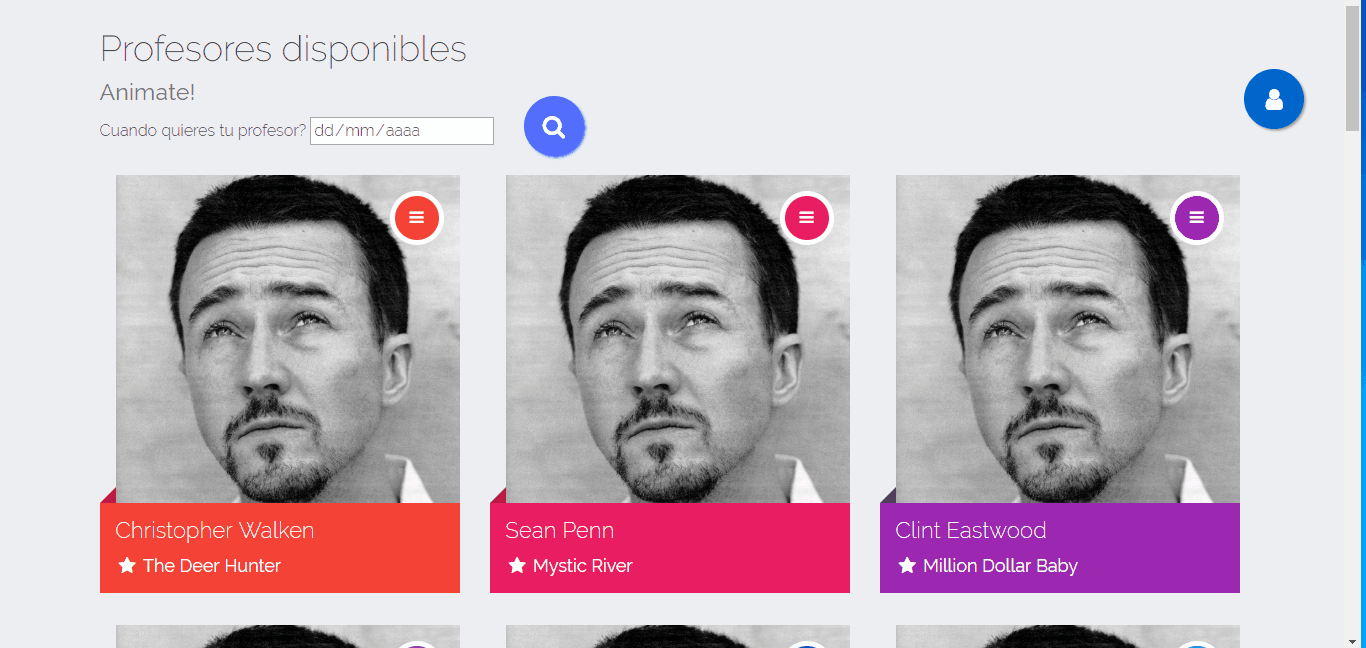 Profesores disponibles
Animate!
Cuando quieres tu profesor? dd/mm/aaaa
Christopher Walken
The Deer Hunter
Sean Penn
Mystic River
Clint Eastwood
Million Dollar Baby